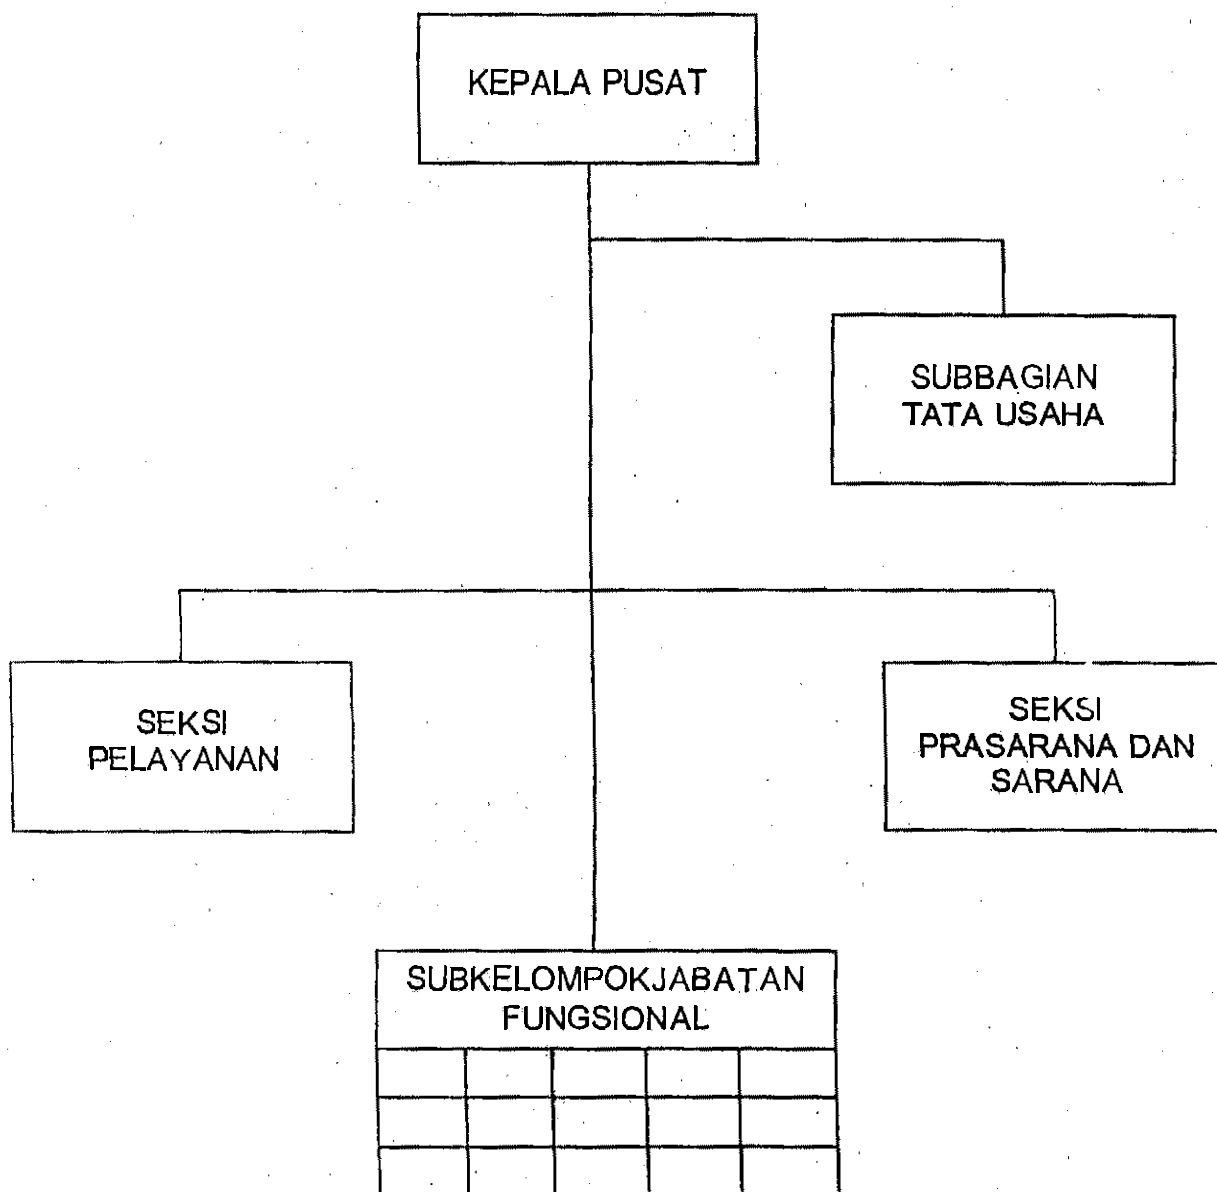 KEPALA PUSAT
SUBBAGIAN
TATA USAHA
SEKSI
PELAYANAN
SEKSI
PRASARANA DAN
SARANA
SUBKELOMPOKJABATAN
FUNGSIONAL